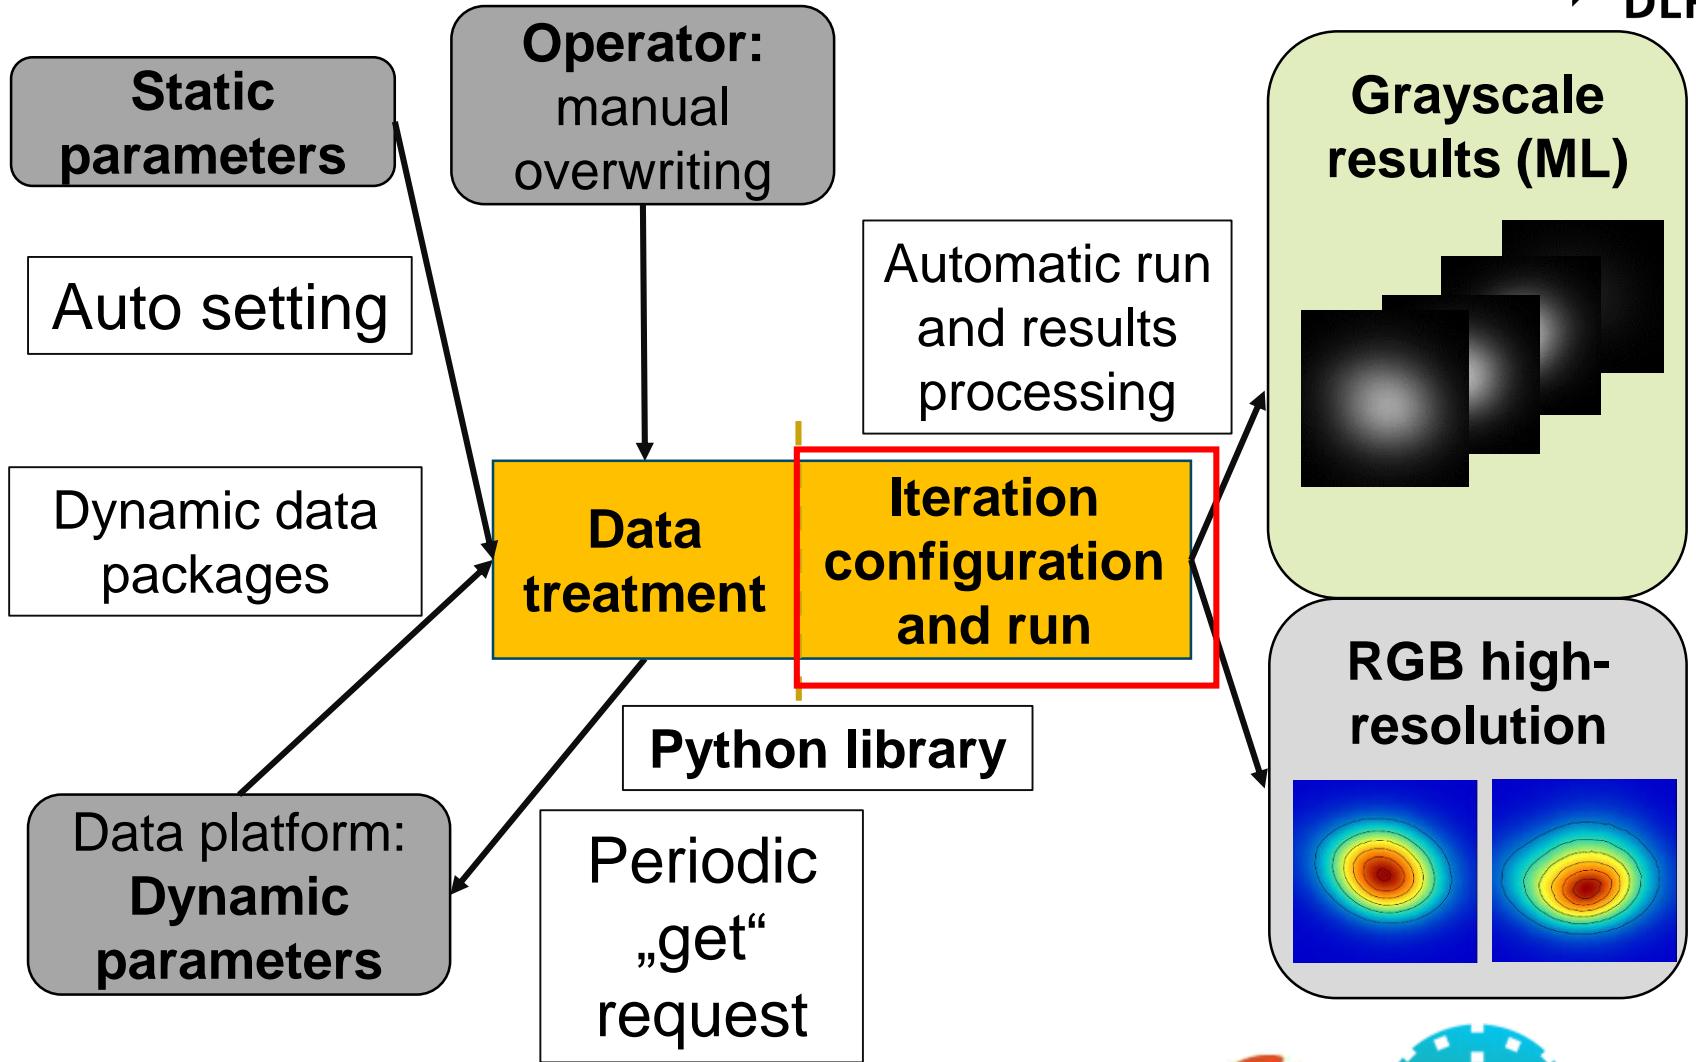 DLR
Static
parameters
Operator:
manual
overwriting
Grayscale
results (ML)
Auto setting
Automatic run
and results
processing
Dynamic data
packages
Data
treatment
Iteration
configuration
and run
Python library
RGB high-
resolution
Data platform:
Dynamic
parameters
Periodic
„get“
request